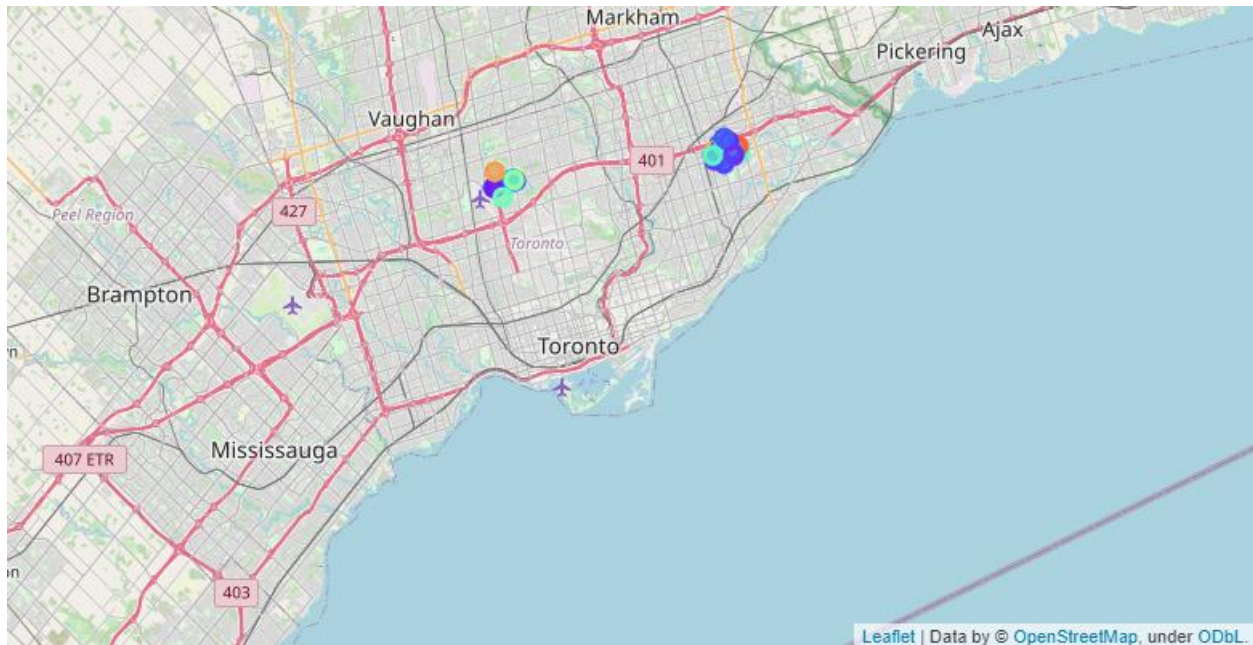 Markham
Ajax
Pickering
Vaughan
401
Peel Region
427
Toronto
Brampton
Toronto
Mississauga
407 ETR
403
on
Leaflet | Data by © OpenStreetMap, under ODbL.